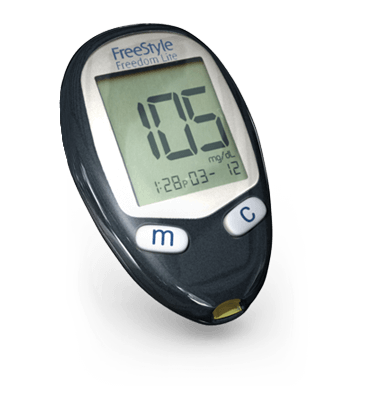 FreeStyle
Freedom Lite
105
mg/dL
1:28P 03- 12
m
c